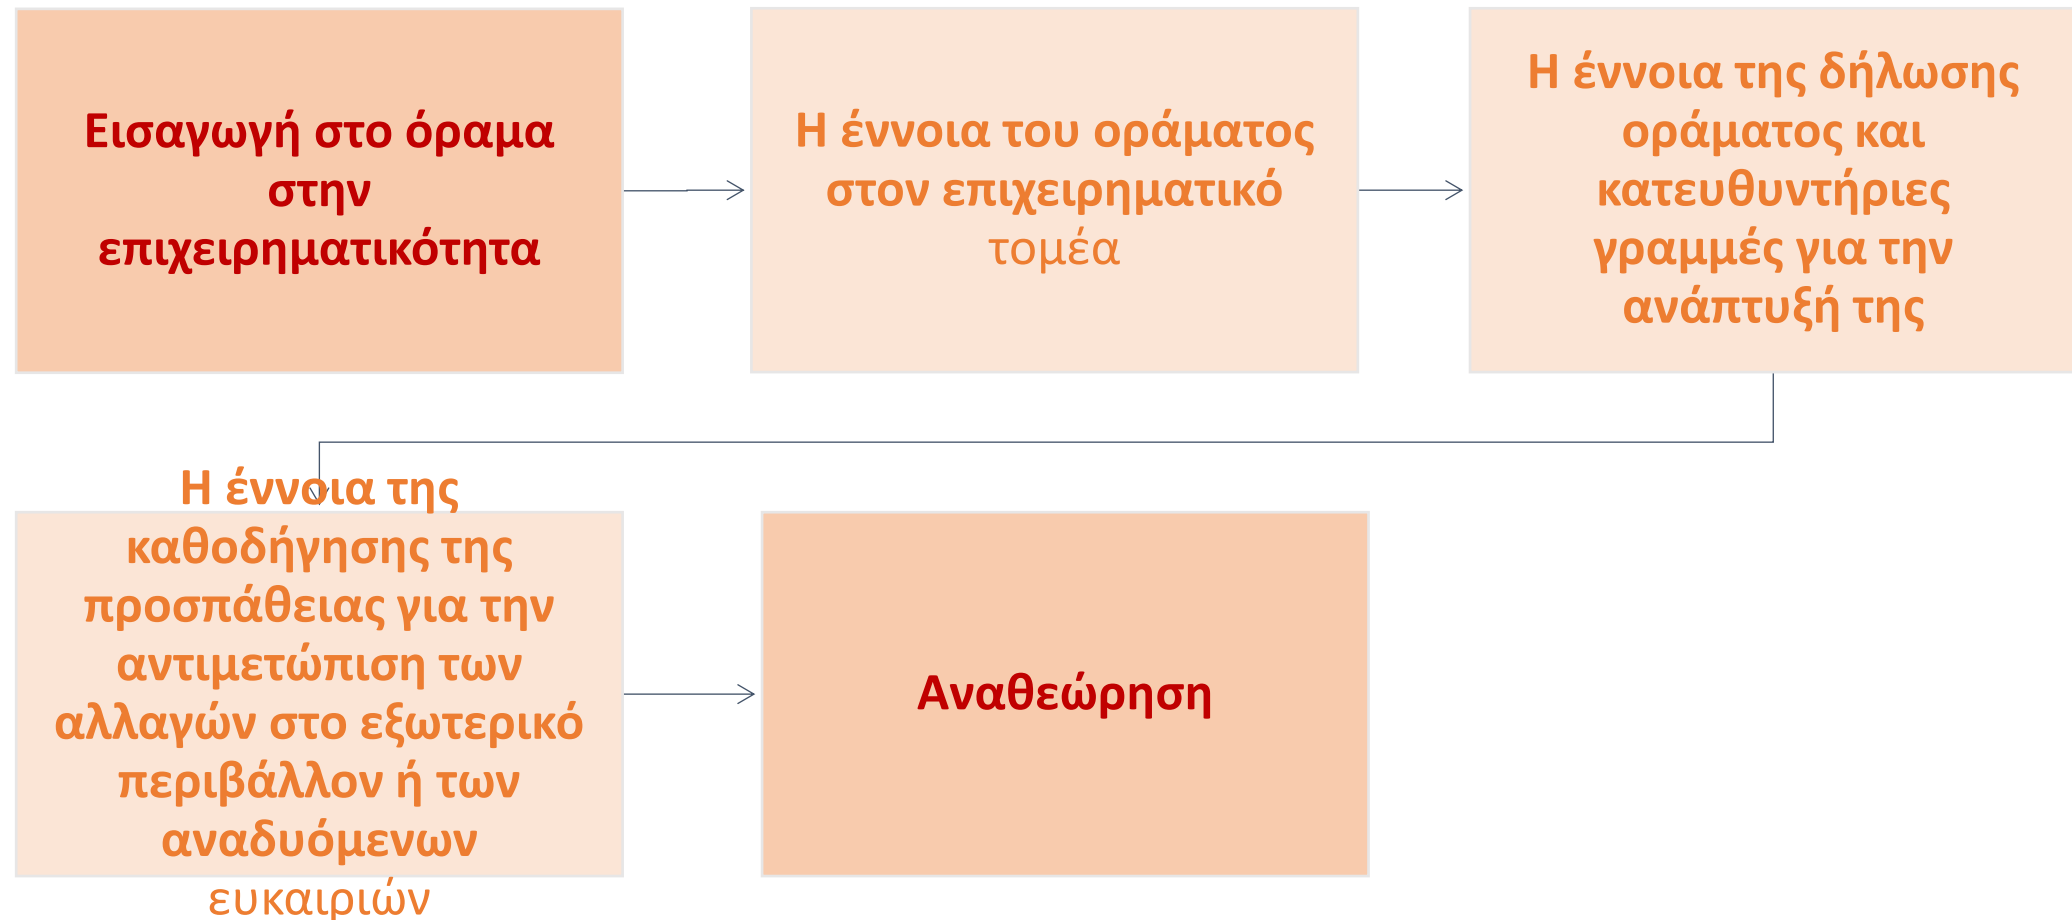 Εισαγωγή στο όραμα
στην
επιχειρηματικότητα
Η έννοια του οράματος
στον επιχειρηματικό
τομέα
Η έννοια της δήλωσης
οράματος και
κατευθυντήριες
γραμμές για την
ανάπτυξή της
Η έννοια της
καθοδήγησης της
προσπάθειας για την
αντιμετώπιση των
αλλαγών στο εξωτερικό
περιβάλλον ή των
αναδυόμενων
ευκαιριών
Αναθεώρηση